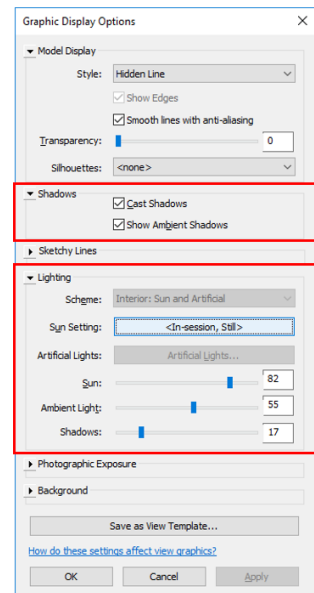 Graphic Display Options
Model Display
Style: Hidden Line
Show Edges
Smooth lines with anti-aliasing
Transparency: 0
Silhouettes: <none>
Shadows
Cast Shadows
Show Ambient Shadows
Sketchy Lines
Lighting
Scheme: Interior: Sun and Artificial
Sun Setting: <In-session, Still>
Artificial Lights: Artificial Lights...
Sun: 82
Ambient Light: 55
Shadows: 17
Photographic Exposure
Background
Save as View Template...
How do these settings affect view graphics?
OK Cancel Apply